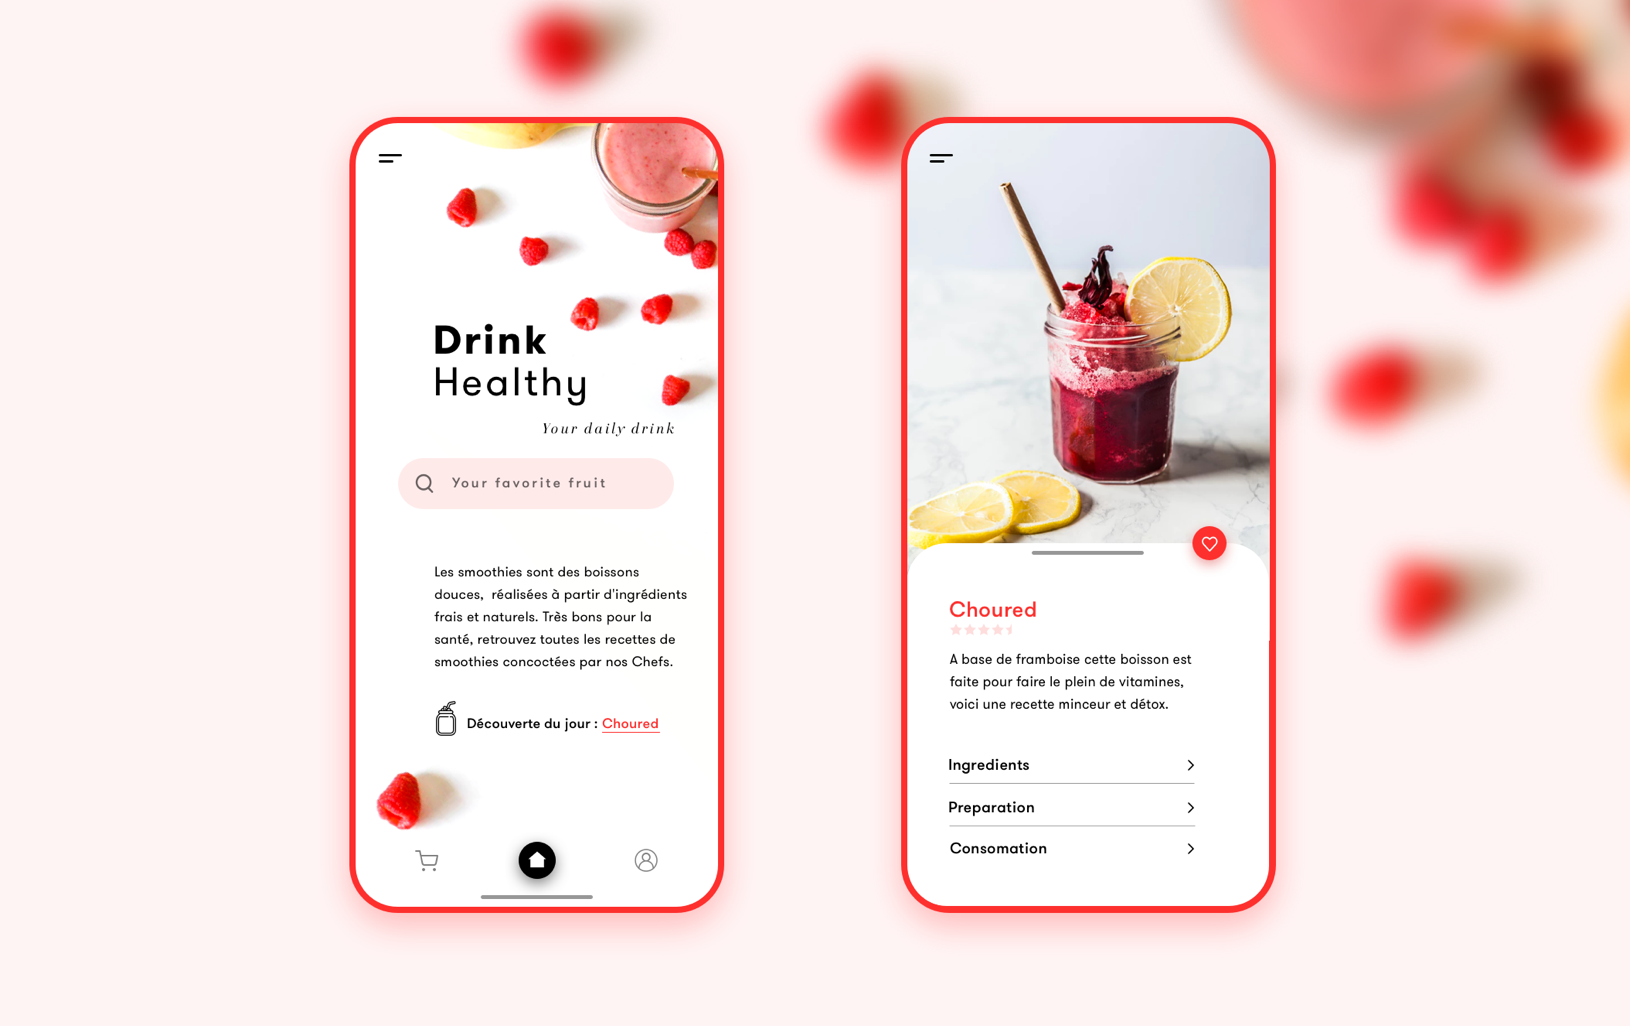 Drink
Healthy
Your daily drink
Your favorite fruit
Les smoothies sont des boissons
douces, réalisées à partir d'ingrédients
frais et naturels. Très bons pour la
santé, retrouvez toutes les recettes de
smoothies concoctées par nos Chefs.
Découverte du jour : Choured
Choured
A base de framboise cette boisson est
faite pour faire le plein de vitamines,
voici une recette minceur et détox.
Ingredients
Preparation
Consomation